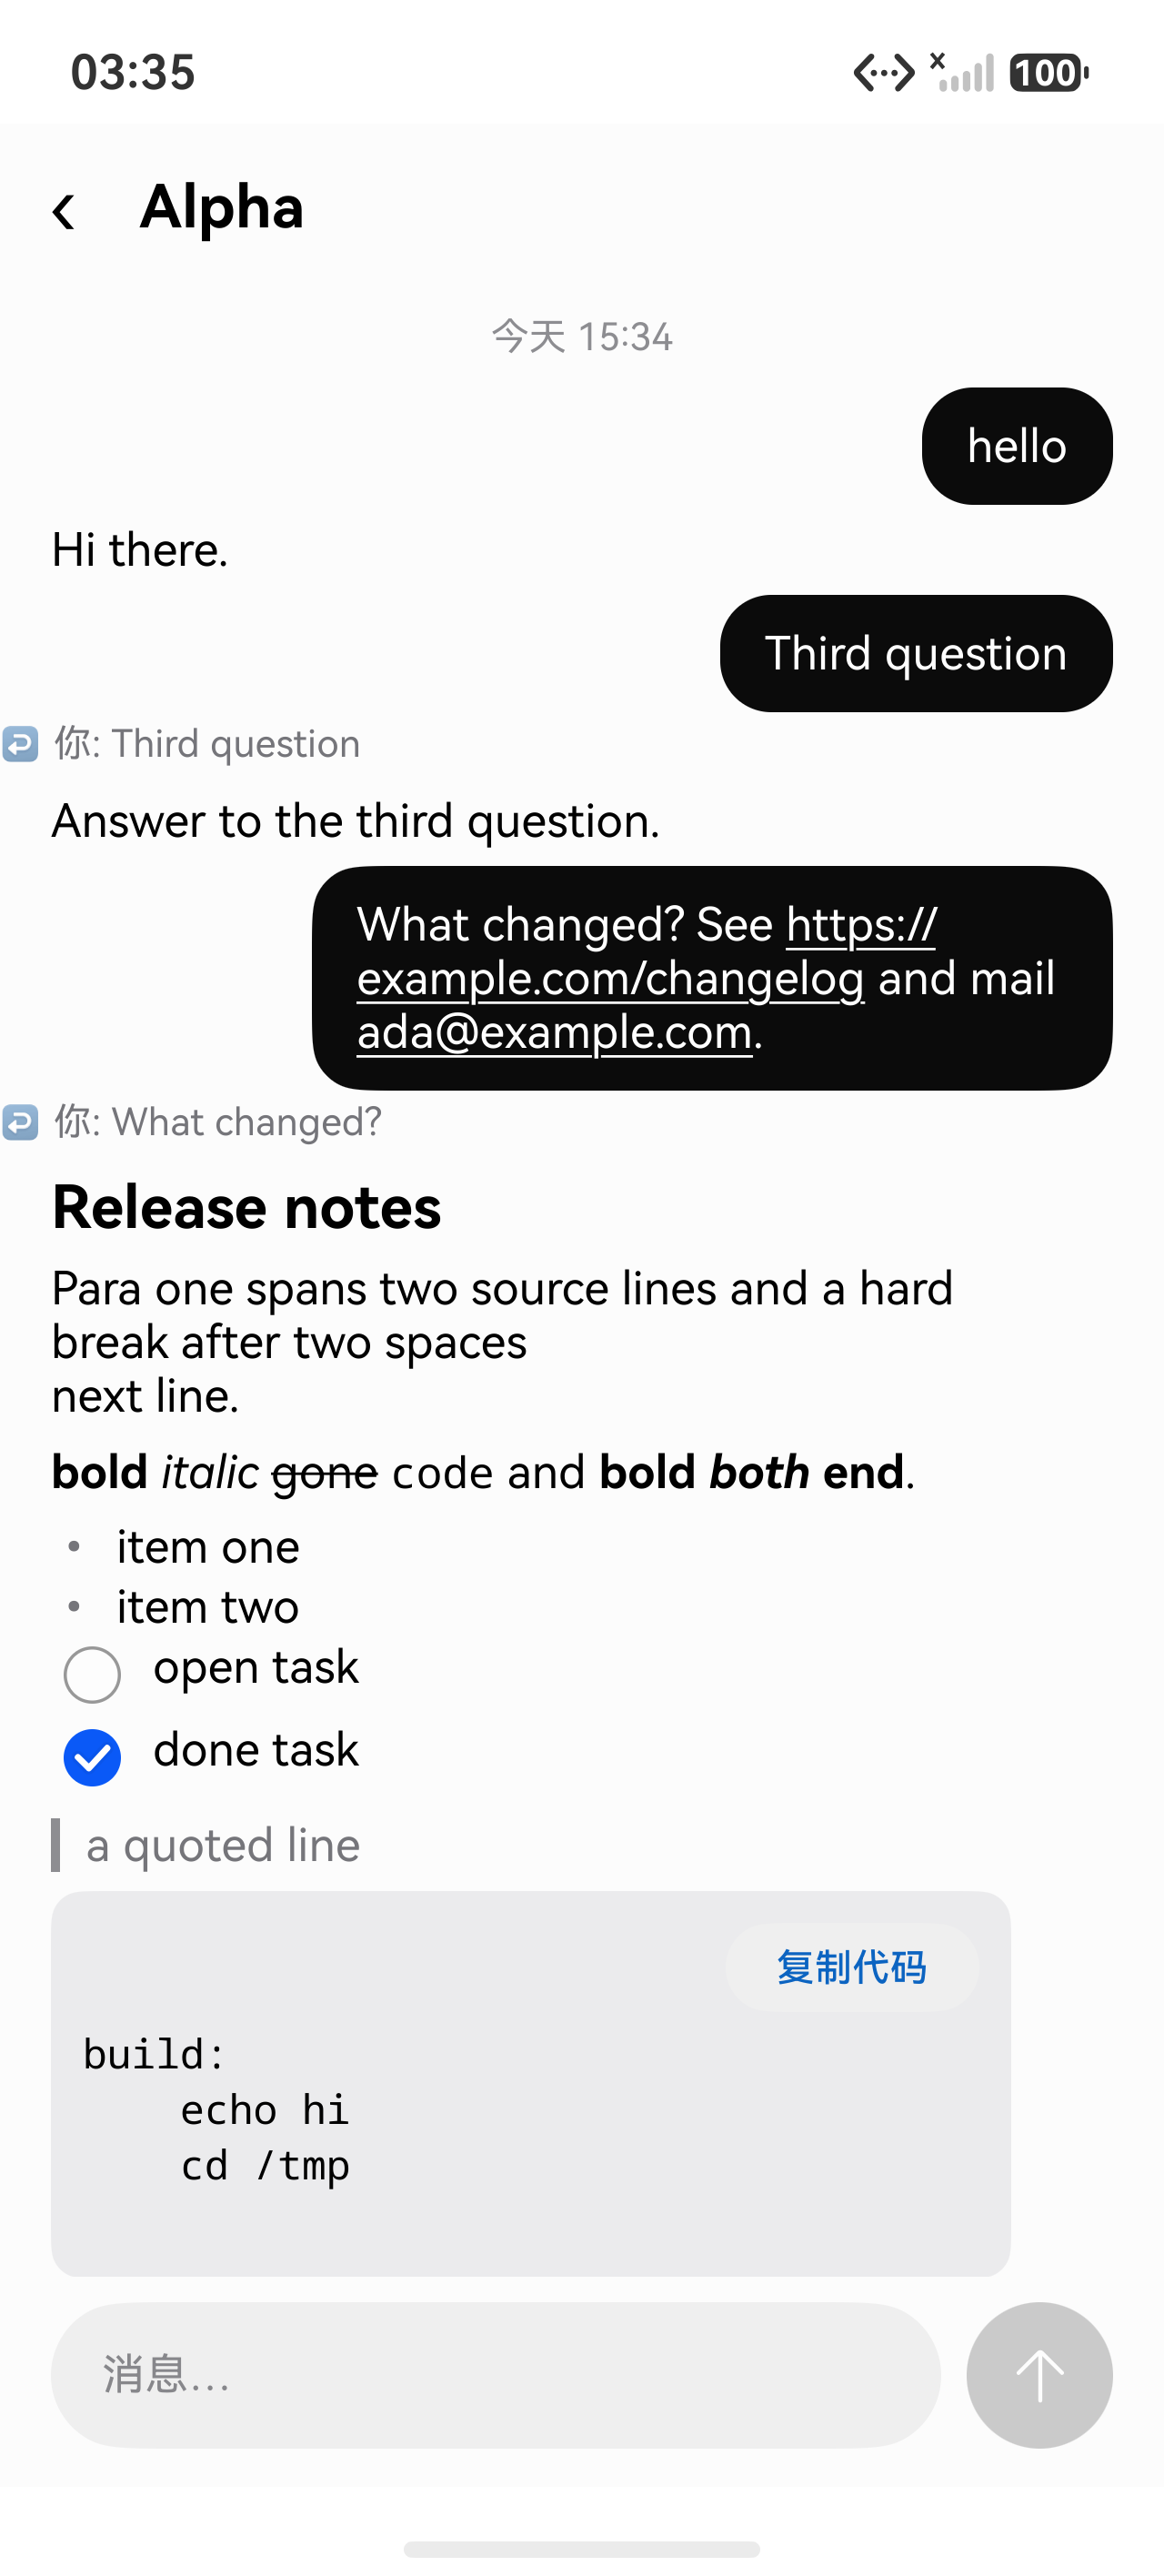 03:35
100
Alpha
今天 15:34
hello
Hi there.
Third question
你: Third question
Answer to the third question.
What changed? See https://
example.com/changelog and mail
ada@example.com.
你: What changed?
Release notes
Para one spans two source lines and a hard
break after two spaces
next line.
bold italic gone code and bold both end.
• item one
• item two
open task
done task
a quoted line
复制代码
build:
    echo hi
    cd /tmp
消息...